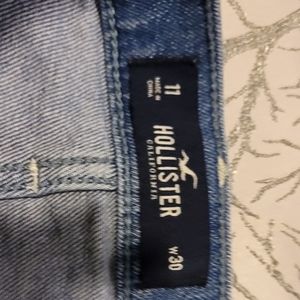 11
MADE IN
CHINA
HOLLISTER
CALIFORNIA
W30